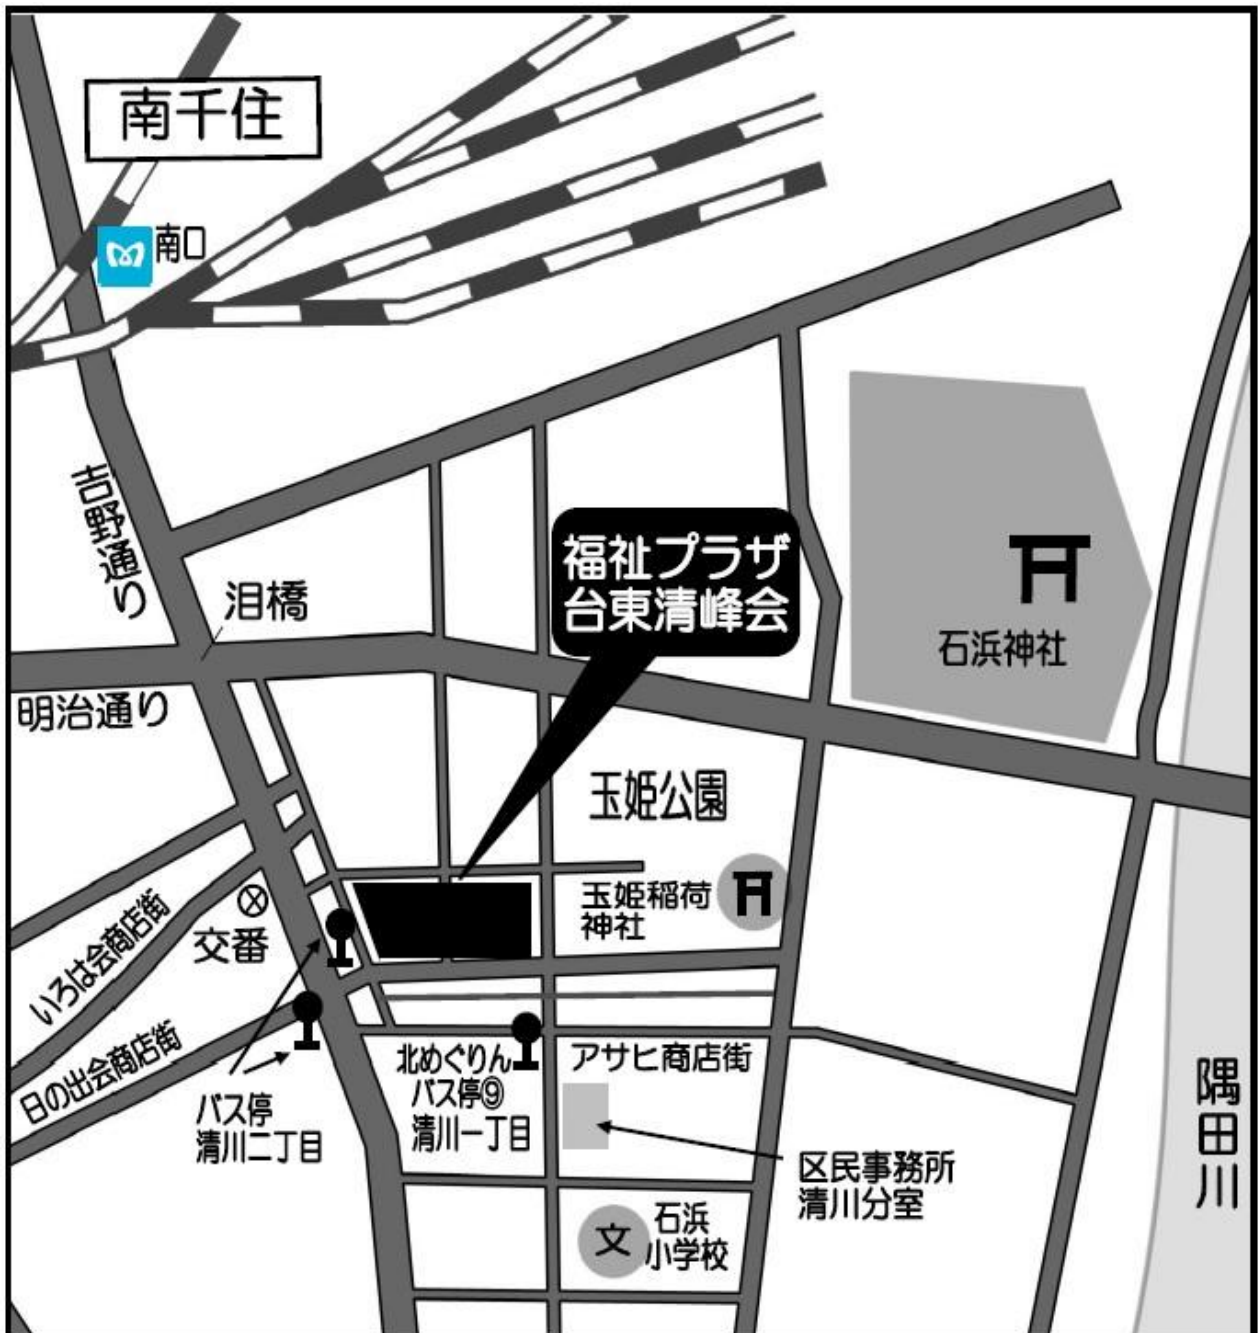 南千住
南口
吉野通り
泪橋
福祉プラザ
台東清峰会
石浜神社
明治通り
玉姫公園
玉姫稲荷
神社
いろは会商店街
交番
日の出会商店街
バス停
清川二丁目
北めぐりん
バス停⑨
清川一丁目
アサヒ商店街
区民事務所
清川分室
隅田川
文
石浜
小学校